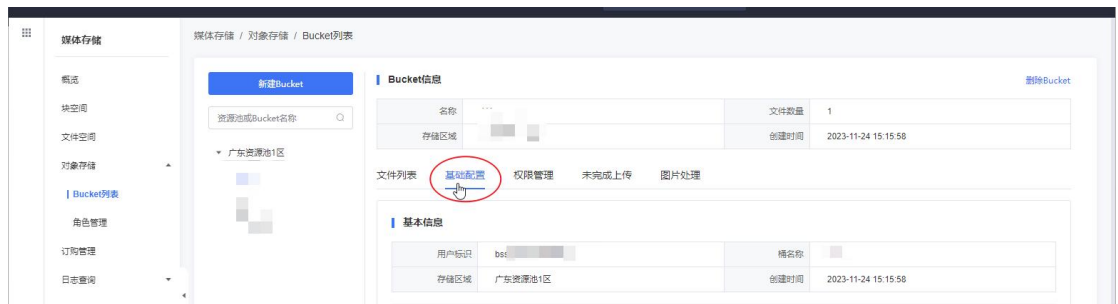 媒体存储 / 对象存储 / Bucket列表
媒体存储
概览
块空间
文件空间
对象存储
Bucket列表
角色管理
订购管理
日志查询
新建Bucket
资源池或Bucket名称
广东资源池1区
Bucket信息
删除Bucket
名称 文件数量 1
存储区域 创建时间 2023-11-24 15:15:58
文件列表 基础配置 权限管理 未完成上传 图片处理
基本信息
用户标识 bss 桶名称
存储区域 广东资源池1区 创建时间 2023-11-24 15:15:58